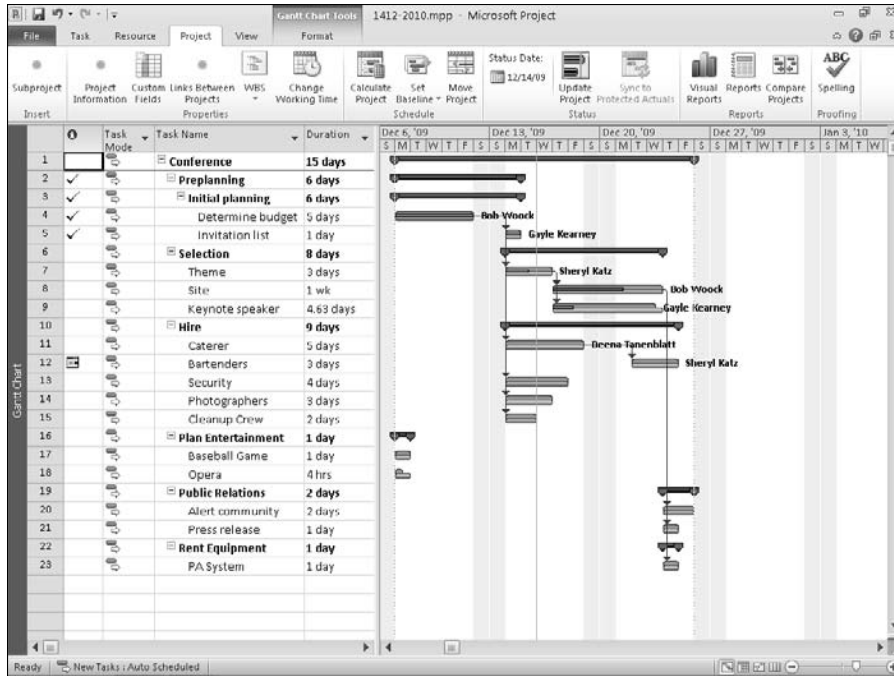 Gantt Chart Tools 1412-2010.mpp - Microsoft Project
File Task Resource Project View Format
Subproject
Project Information
Custom Fields
Links Between Projects
WBS
Change Working Time
Calculate Project
Set Baseline
Move Project
Status Date:
12/14/09
Update Project
Sync to Protected Actuals
Visual Reports
Reports
Compare Projects
ABC
Spelling
Insert Properties Schedule Status Reports Proofing
Task Mode Task Name Duration
Dec 6, '09 Dec 13, '09 Dec 20, '09 Dec 27, '09 Jan 3, '10
S M T W T F S S M T W T F S S M T W T F S S M T W T F S S M T W
1 Conference 15 days
2 Preplanning 6 days
3 Initial planning 6 days
4 Determine budget 5 days Bob Woock
5 Invitation list 1 day Gayle Kearney
6 Selection 8 days
7 Theme 3 days Sheryl Katz
8 Site 1 wk Bob Woock
9 Keynote speaker 4.63 days Gayle Kearney
10 Hire 9 days
11 Caterer 5 days Deena Tanenblatt
12 Bartenders 3 days Sheryl Katz
13 Security 4 days
14 Photographers 3 days
15 Cleanup Crew 2 days
16 Plan Entertainment 1 day
17 Baseball Game 1 day
18 Opera 4 hrs
19 Public Relations 2 days
20 Alert community 2 days
21 Press release 1 day
22 Rent Equipment 1 day
23 PA System 1 day
Gantt Chart
Ready New Tasks : Auto Scheduled